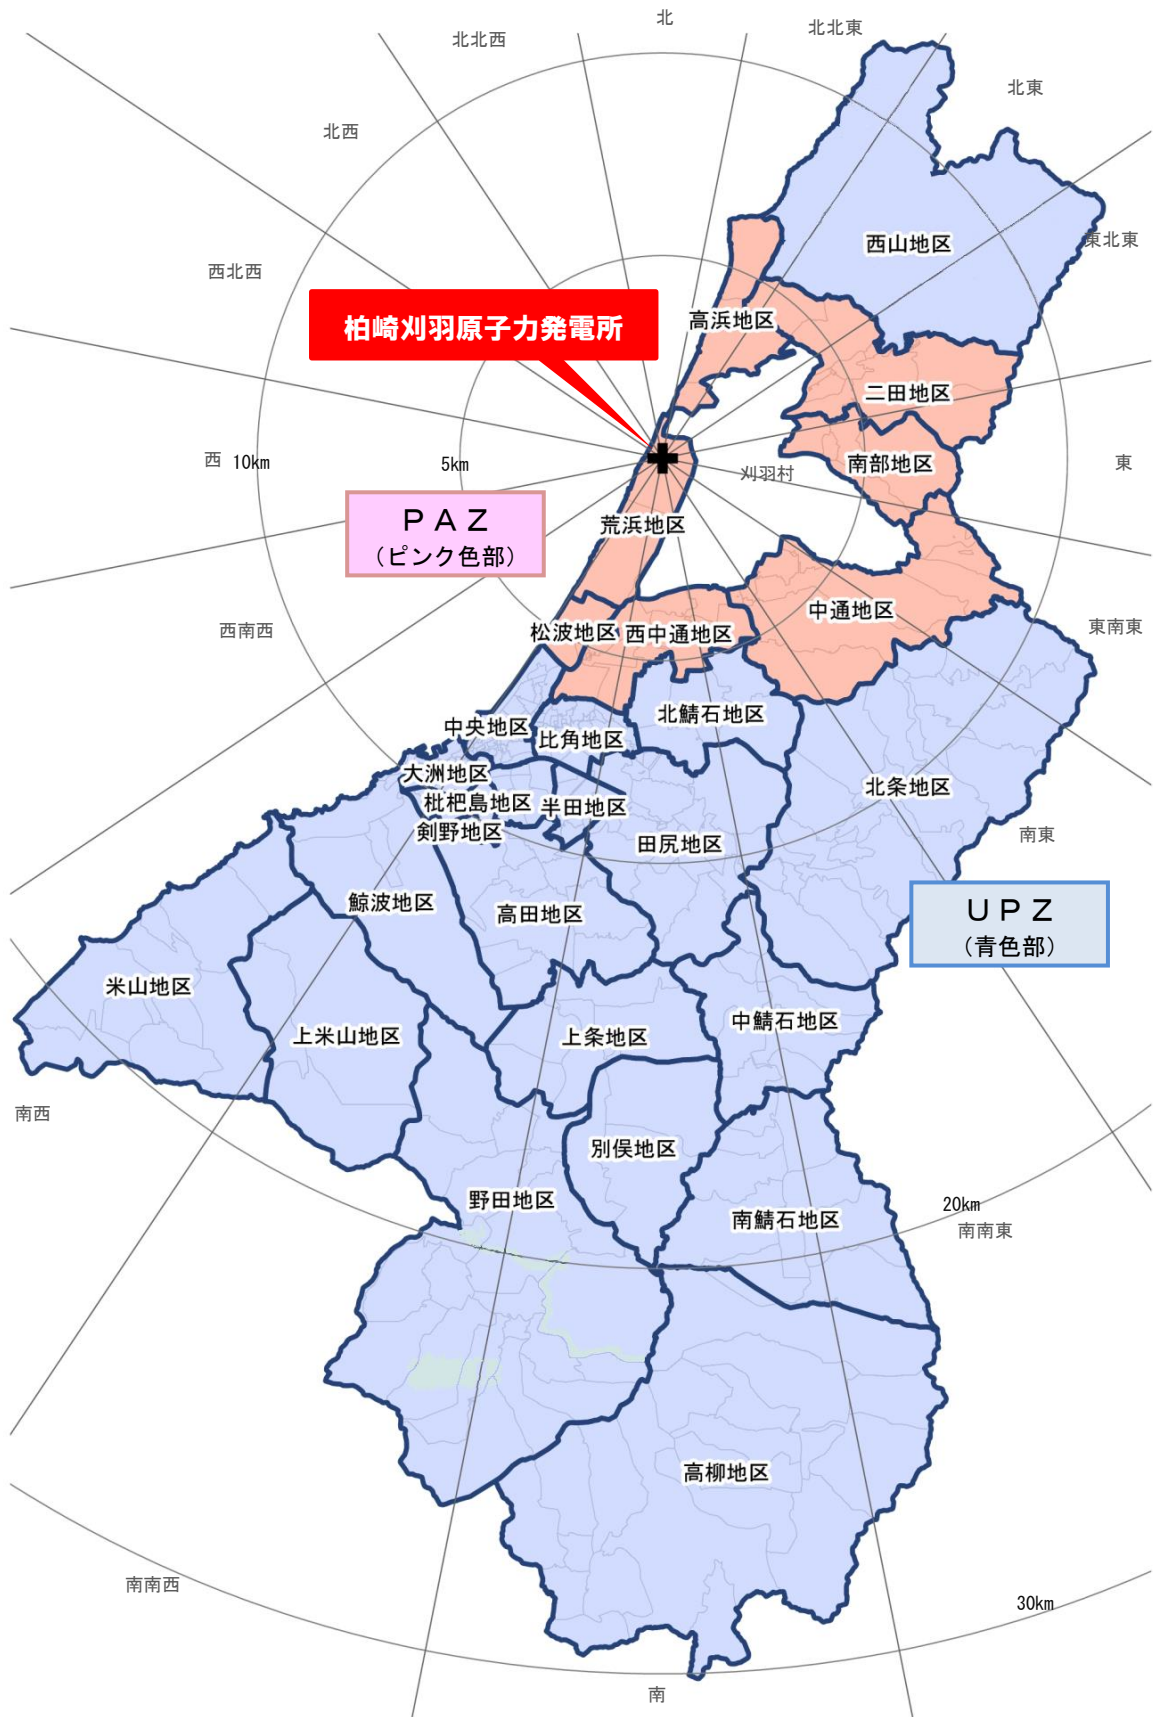 北
北北西
北北東
北東
北西
東北東
西山地区
西北西
高浜地区
柏崎刈羽原子力発電所
二田地区
西
10km
5km
刈羽村
南部地区
東
ＰＡＺ
（ピンク色部）
荒浜地区
中通地区
西南西
松波地区
西中通地区
東南東
北鯖石地区
中央地区
比角地区
大洲地区
北条地区
枇杷島地区
半田地区
剣野地区
田尻地区
南東
鯨波地区
高田地区
ＵＰＺ
（青色部）
米山地区
上米山地区
上条地区
中鯖石地区
南西
別俣地区
野田地区
南鯖石地区
20km
南南東
高柳地区
南南西
30km
南